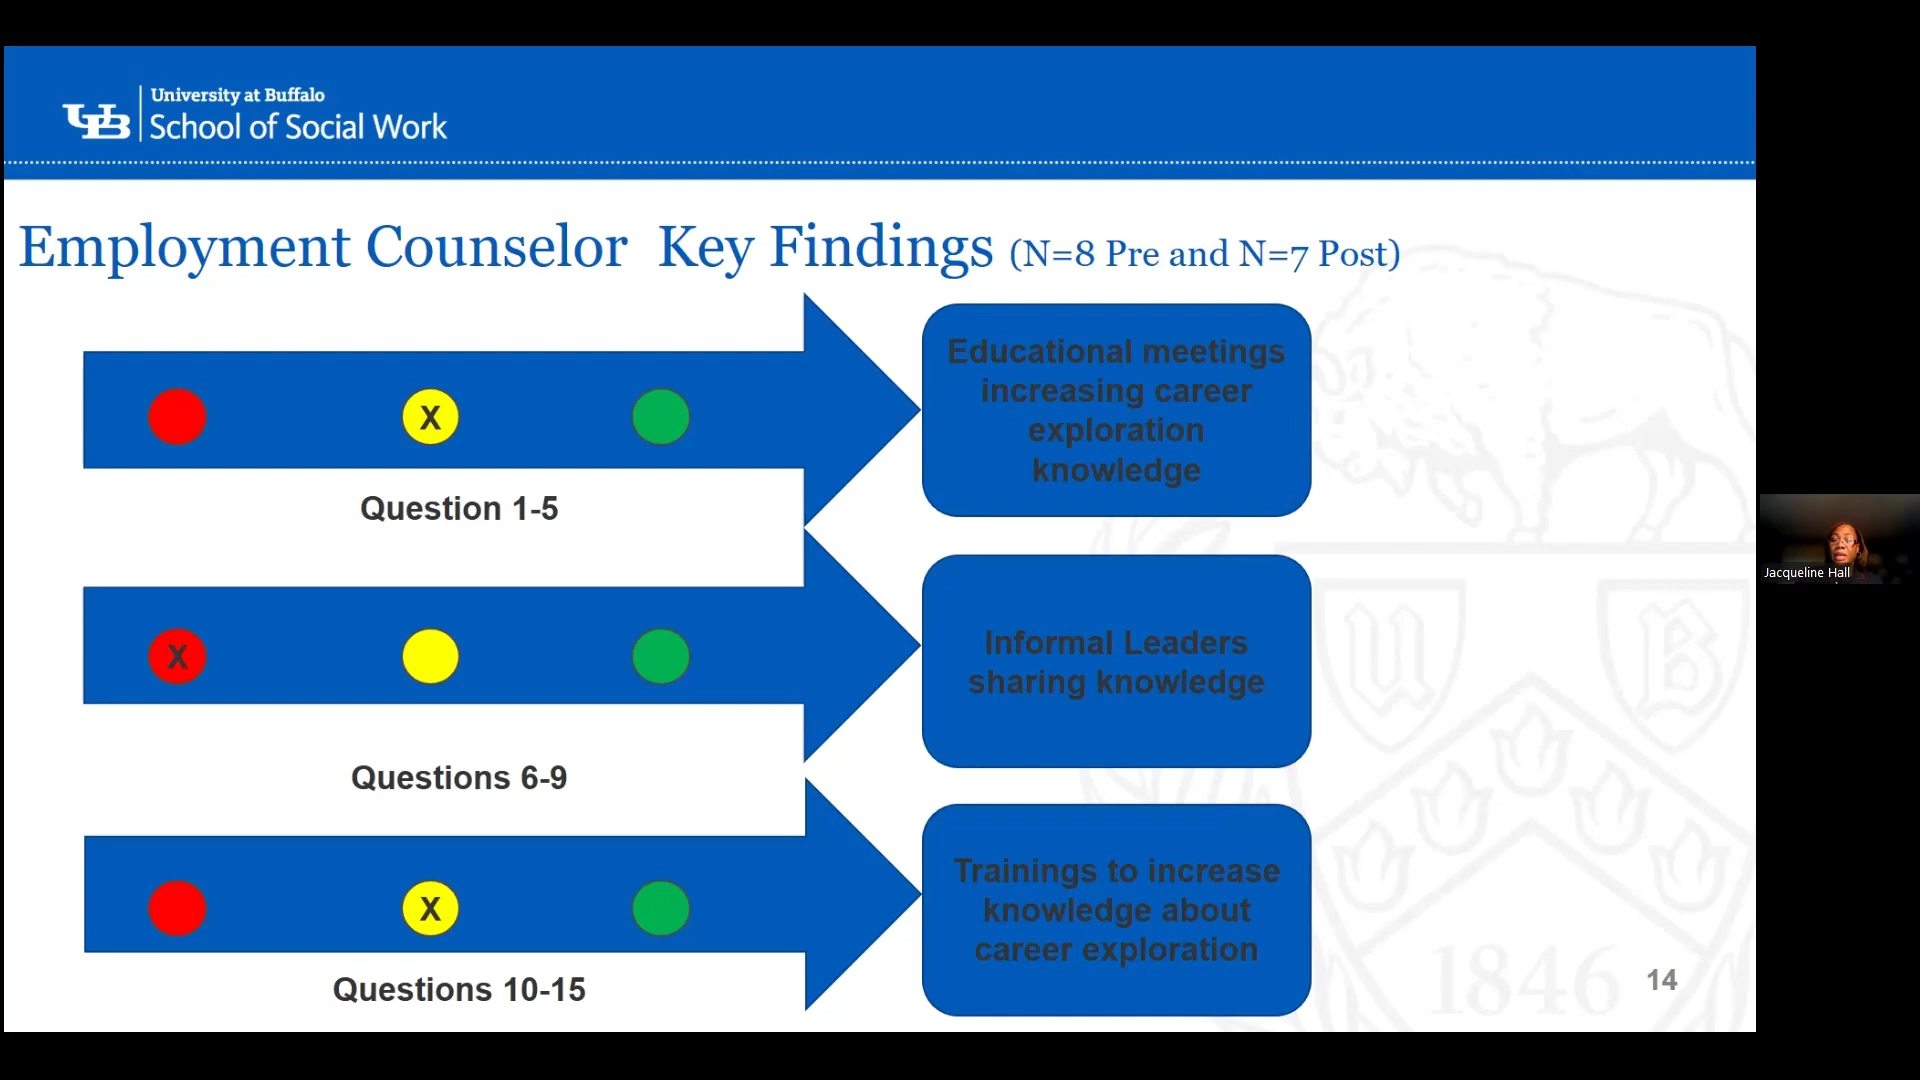 University at Buffalo
School of Social Work
Employment Counselor Key Findings (N=8 Pre and N=7 Post)
X
Educational meetings
increasing career
exploration
knowledge
Question 1-5
X
Informal Leaders
sharing knowledge
Questions 6-9
X
Trainings to increase
knowledge about
career exploration
Questions 10-15
14
U
B
1846
Jacqueline Hall
UB